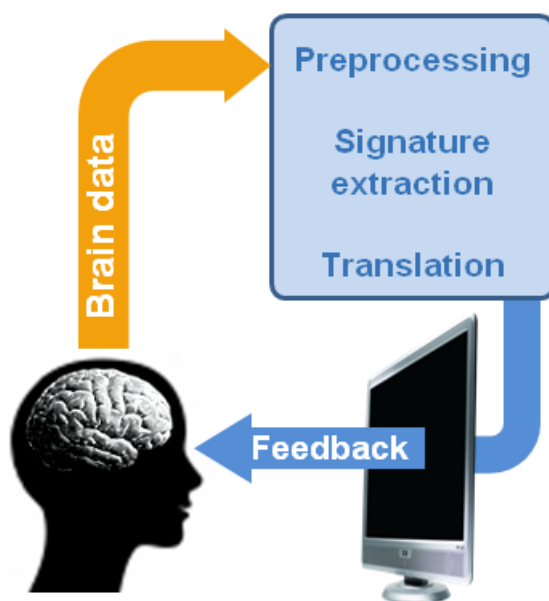 Preprocessing
Signature
extraction
Translation
Brain data
Feedback